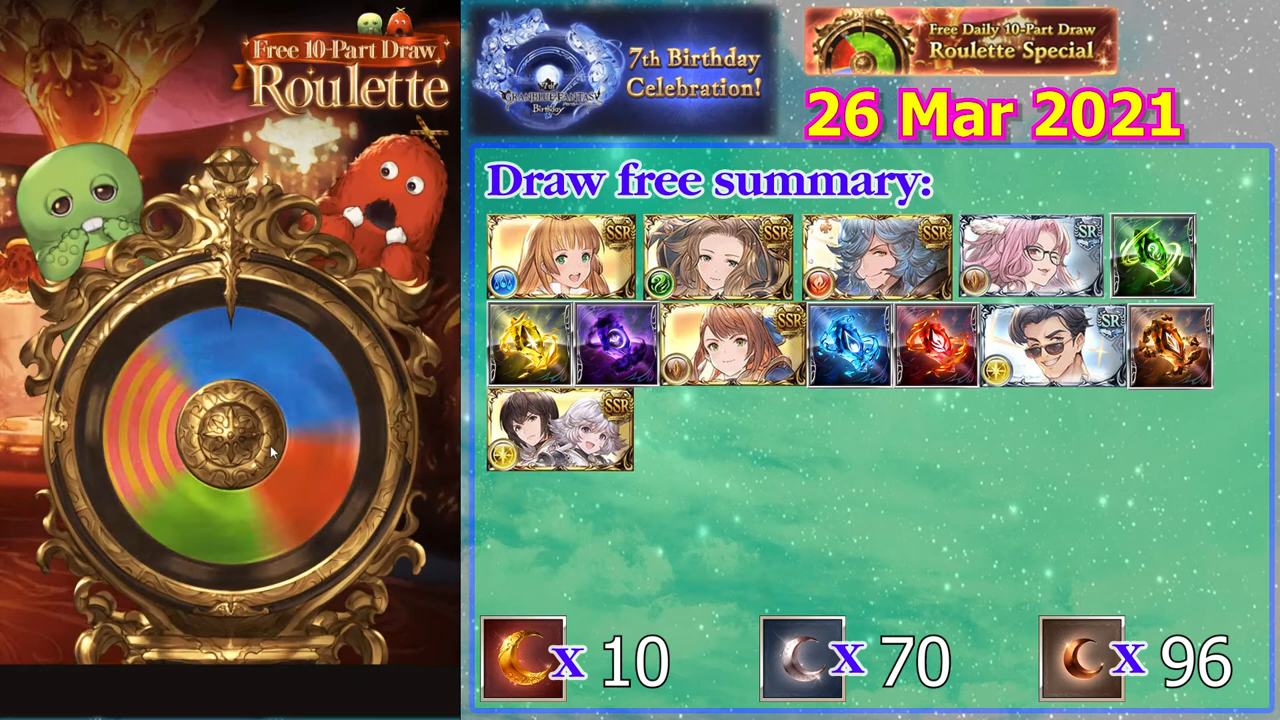 Free 10-Part Draw
Roulette
7th Birthday
Celebration!
GRANBLUE FANTASY
Birthday
Free Daily 10-Part Draw
Roulette Special
26 Mar 2021
Draw free summary:
SSR SSR SSR SR
SSR SR
SSR
x 10 x 70 x 96